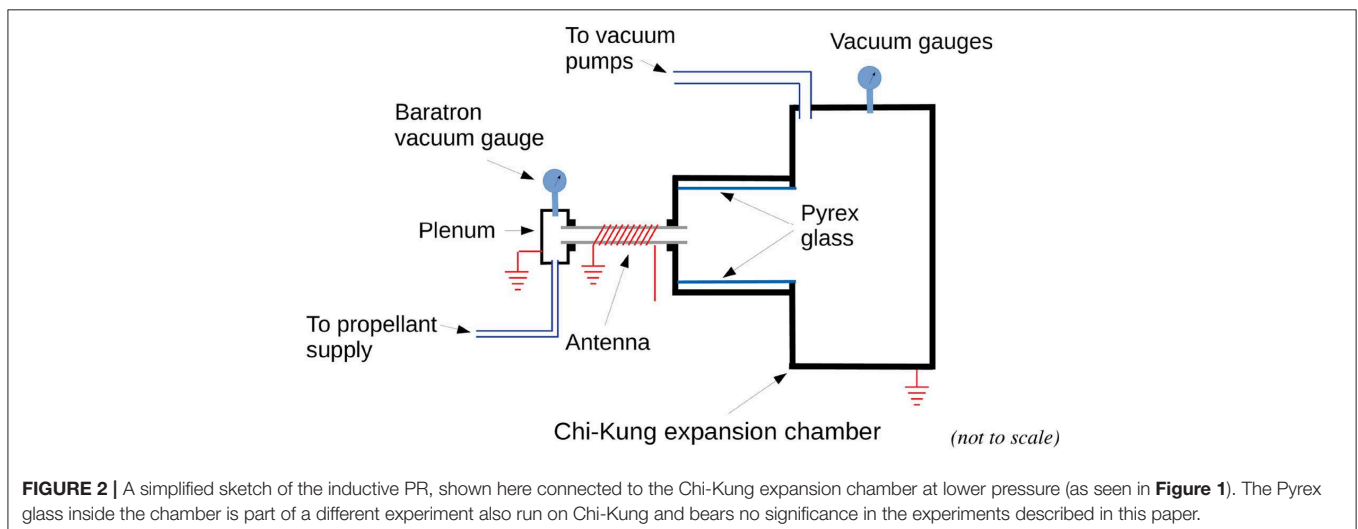 To vacuum
pumps
Vacuum gauges
Baratron
vacuum gauge
Plenum
Pyrex
glass
To propellant
supply
Antenna
Chi-Kung expansion chamber
(not to scale)
FIGURE 2 | A simplified sketch of the inductive PR, shown here connected to the Chi-Kung expansion chamber at lower pressure (as seen in Figure 1). The Pyrex
glass inside the chamber is part of a different experiment also run on Chi-Kung and bears no significance in the experiments described in this paper.